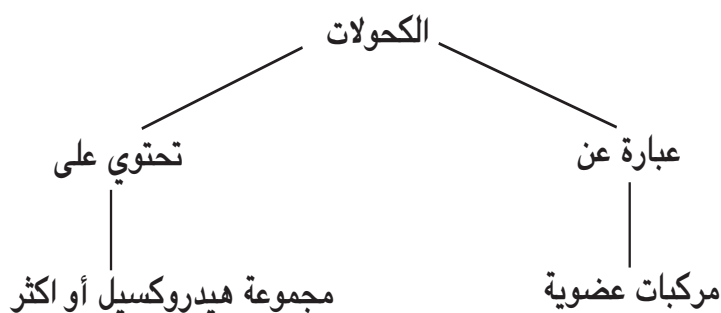 الكحولات
عبارة عن
تحتوي على
مركبات عضوية
مجموعة هيدروكسيل أو اكثر